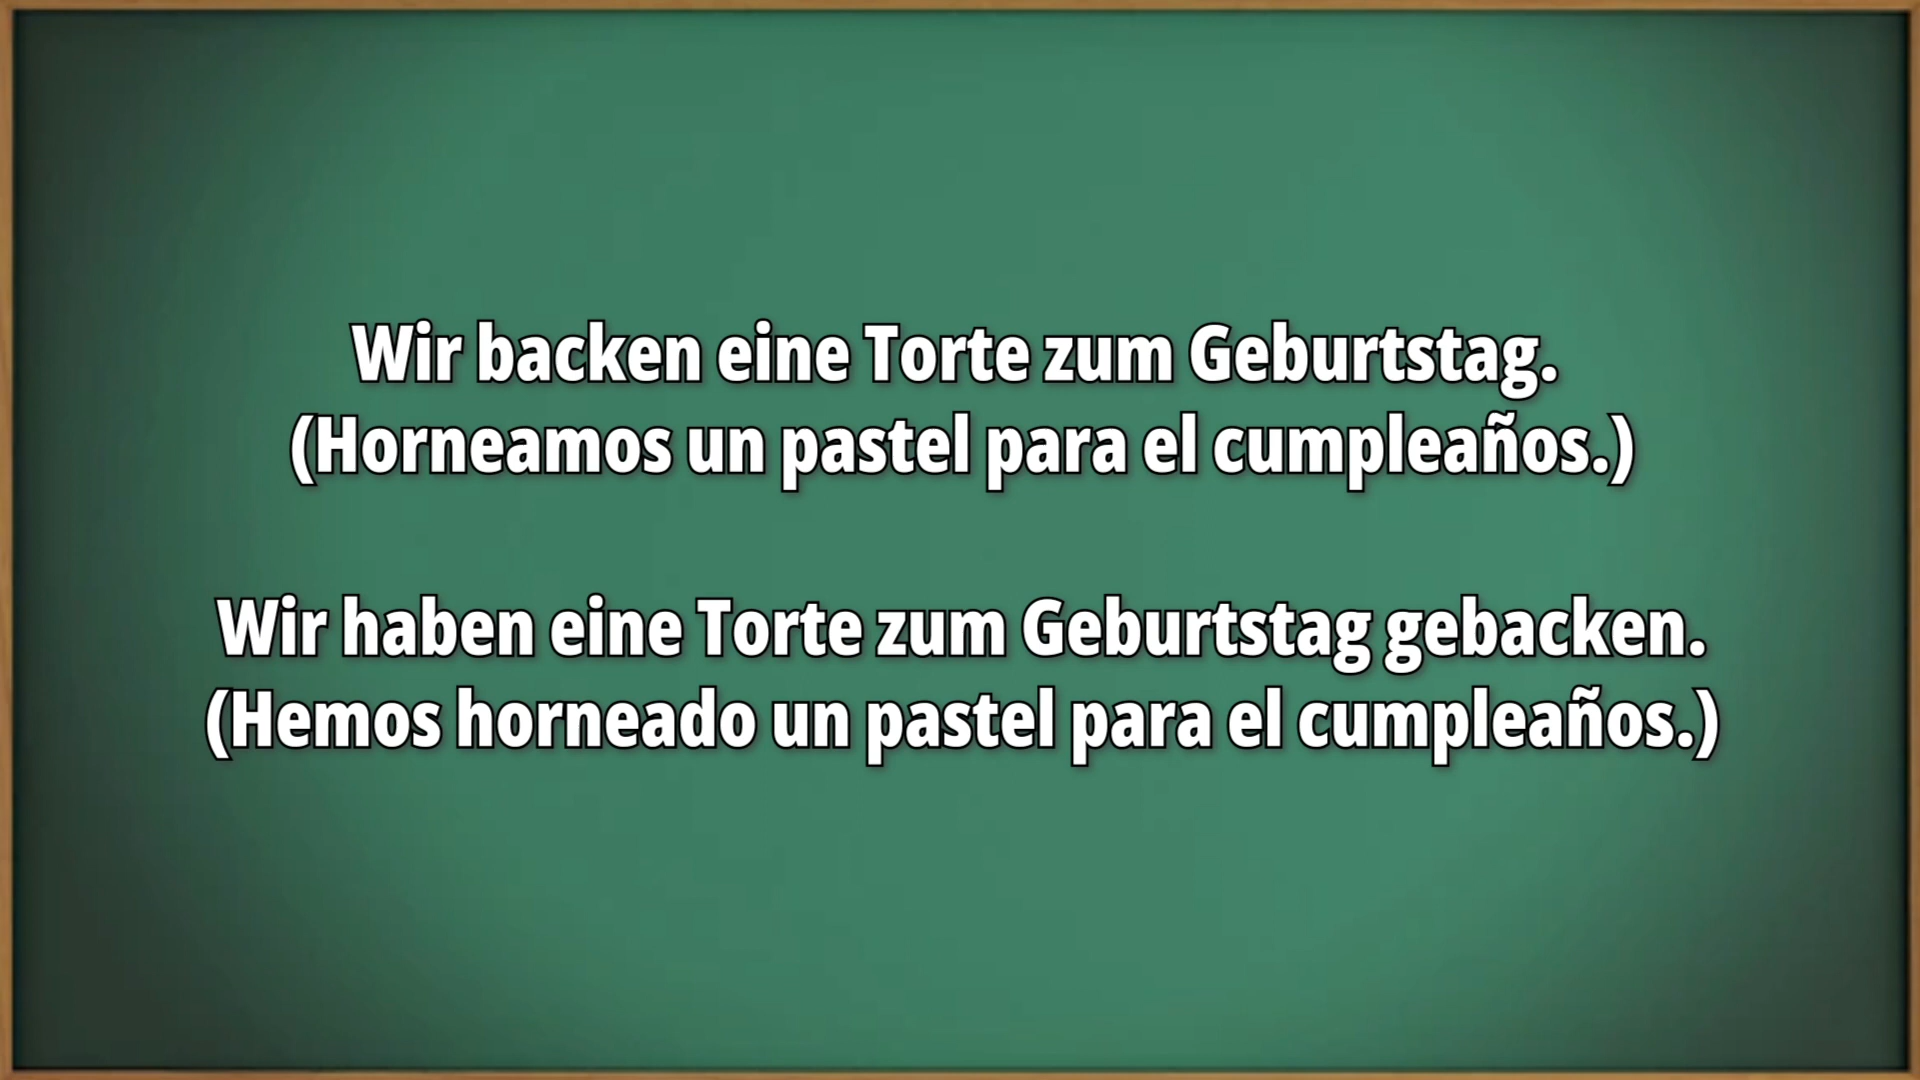 Wir backen eine Torte zum Geburtstag.
(Horneamos un pastel para el cumpleaños.)
Wir haben eine Torte zum Geburtstag gebacken.
(Hemos horneado un pastel para el cumpleaños.)